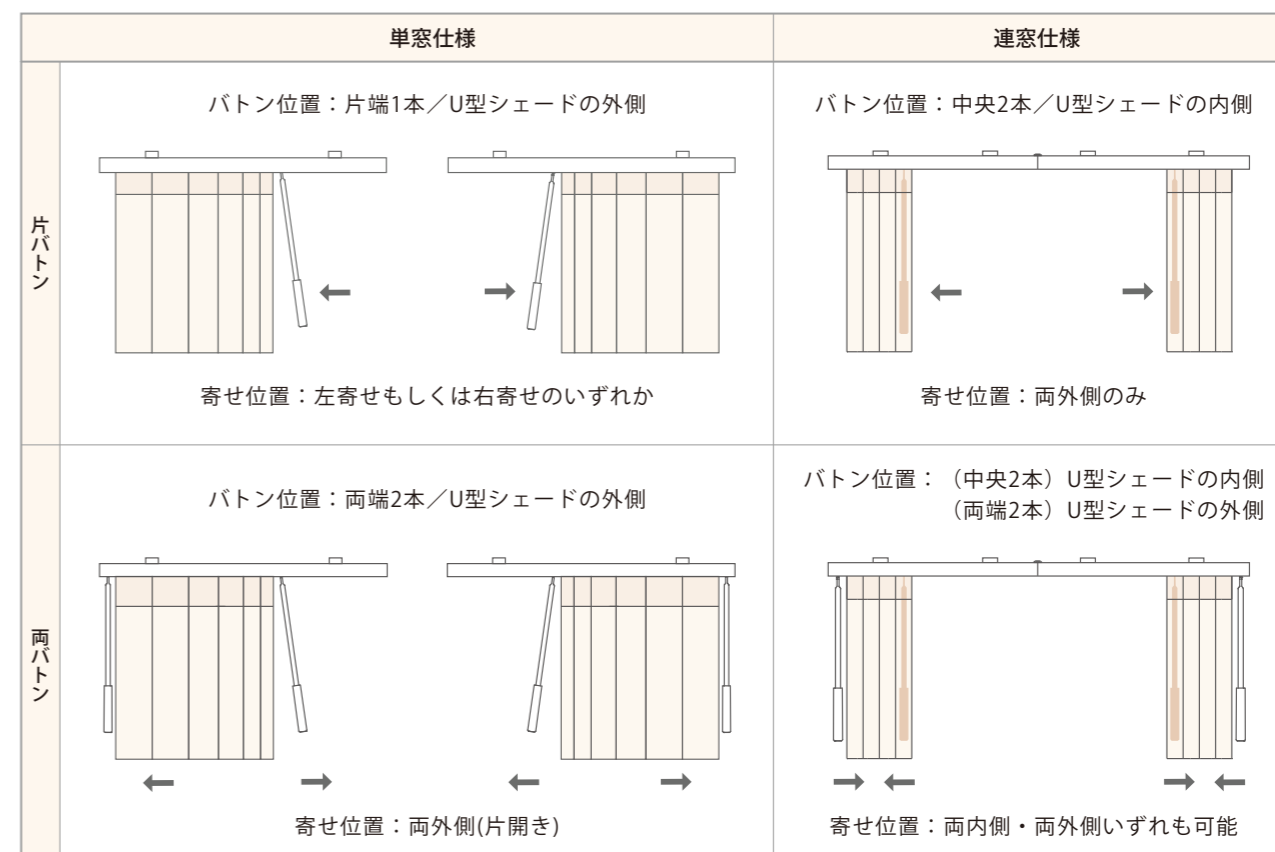 単窓仕様
連窓仕様
片バトン
バトン位置：片端1本／U型シェードの外側
寄せ位置：左寄せもしくは右寄せのいずれか
バトン位置：中央2本／U型シェードの内側
寄せ位置：両外側のみ
両バトン
バトン位置：両端2本／U型シェードの外側
寄せ位置：両外側(片開き)
バトン位置：（中央2本）U型シェードの内側
（両端2本）U型シェードの外側
寄せ位置：両内側・両外側いずれも可能